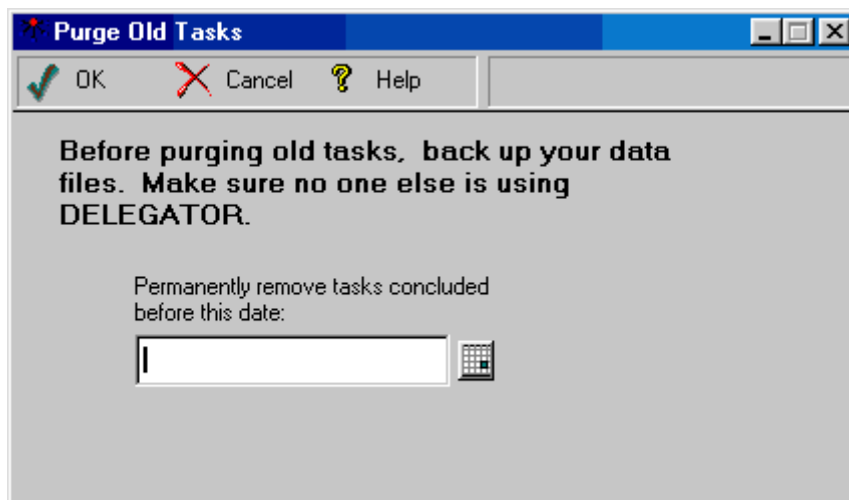 Purge Old Tasks
OK Cancel Help
Before purging old tasks, back up your data
files. Make sure no one else is using
DELEGATOR.
Permanently remove tasks concluded
before this date: